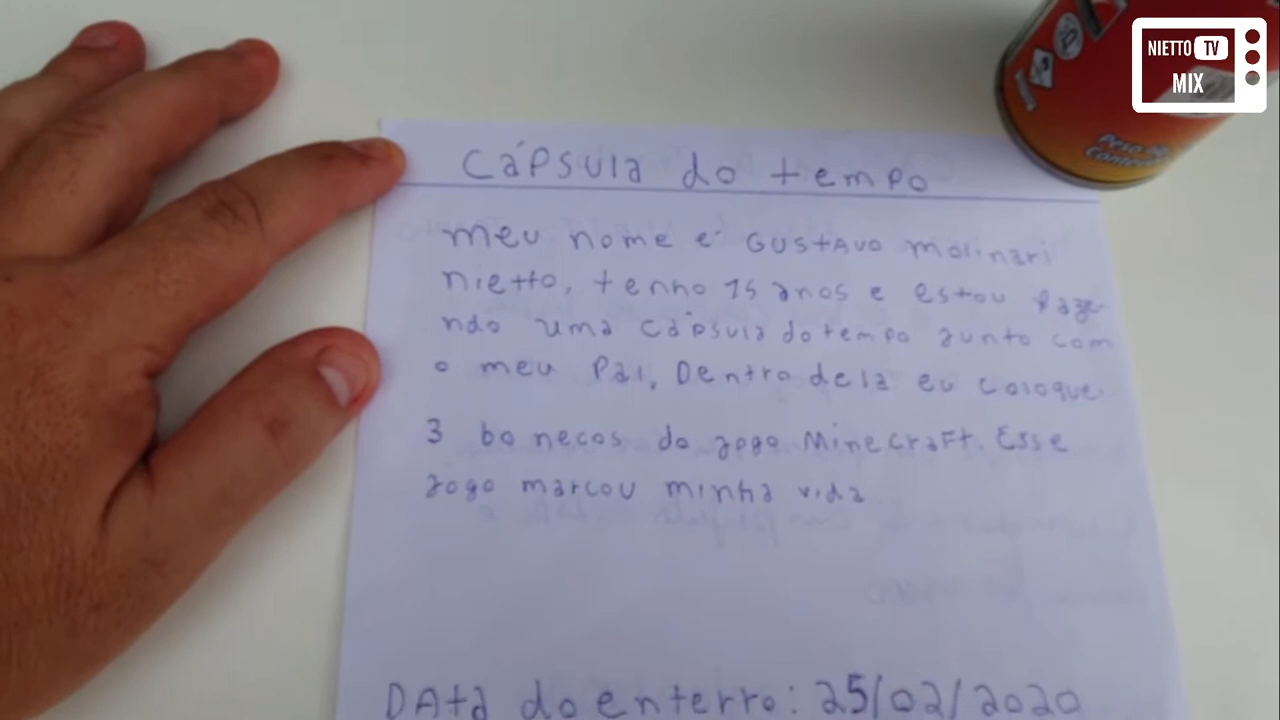 NIETTO TV
MIX
Peso
Cápsula do tempo
meu nome é Gustavo Molinari
Nietto, tenho 15 anos e estou faze
ndo uma cápsula do tempo junto com
o meu Pai, Dentro dela eu coloque
3 bonecos do jogo Minecraft. Esse
jogo marcou minha vida
DAta do enterro: 25/02/2020